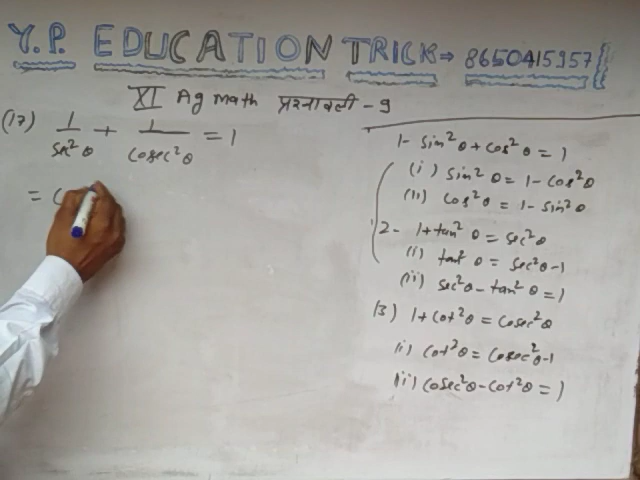 Y.P. EDUCATION TRICK→ 8650415957
XI Ag math प्रश्नावली - 9
(17) 1/sec²θ + 1/cosec²θ = 1
= c
1- sin²θ + cos²θ = 1
(i) sin²θ = 1 - cos²θ
(ii) cos²θ = 1 - sin²θ
2- 1+tan²θ = sec²θ
(i) tan²θ = sec²θ-1
(ii) sec²θ - tan²θ = 1
(3) 1+cot²θ = cosec²θ
(i) cot²θ = cosec²θ-1
(ii) cosec²θ-cot²θ = 1